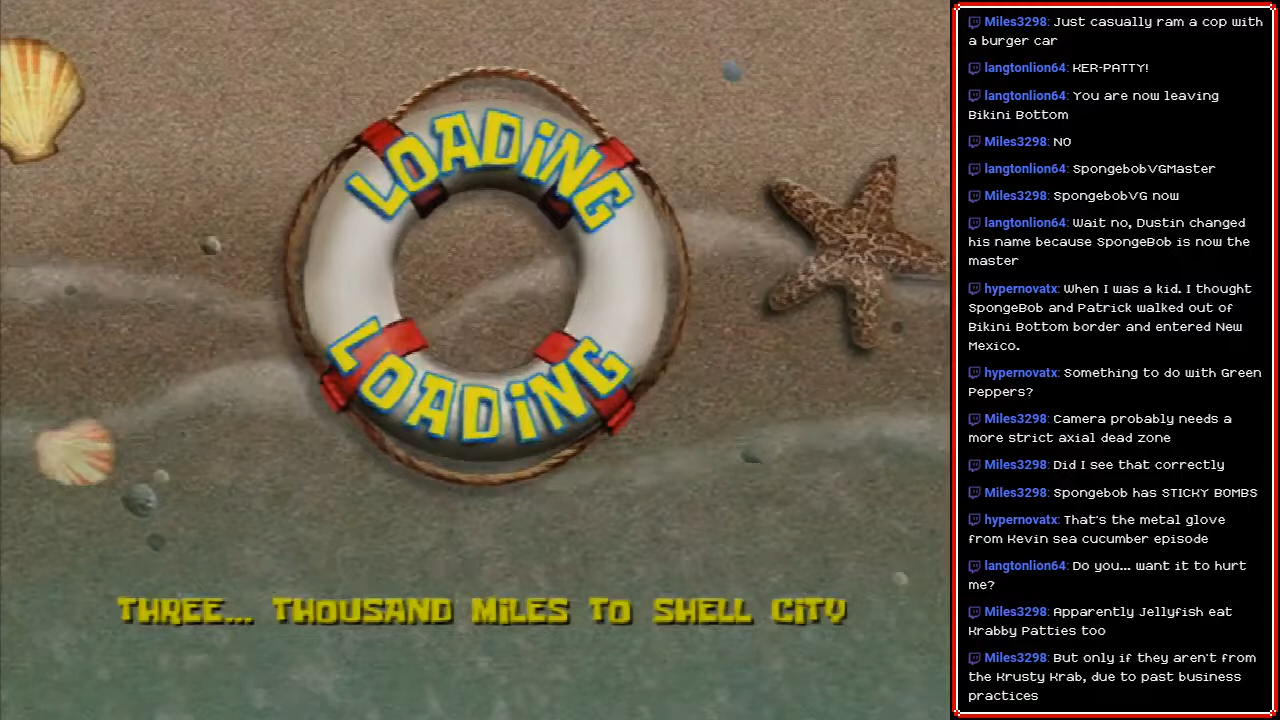 LOADING
LOADING
THREE... THOUSAND MILES TO SHELL CITY
Miles3298: Just casually ram a cop with
a burger car
langtonlion64: KER-PATTY!
langtonlion64: You are now leaving
Bikini Bottom
Miles3298: NO
langtonlion64: SpongebobVGMaster
Miles3298: SpongebobVG now
langtonlion64: Wait no, Dustin changed
his name because SpongeBob is now the
master
hypernovatx: When I was a kid. I thought
SpongeBob and Patrick walked out of
Bikini Bottom border and entered New
Mexico.
hypernovatx: Something to do with Green
Peppers?
Miles3298: Camera probably needs a
more strict axial dead zone
Miles3298: Did I see that correctly
Miles3298: Spongebob has STICKY BOMBS
hypernovatx: That's the metal glove
from Kevin sea cucumber episode
langtonlion64: Do you... want it to hurt
me?
Miles3298: Apparently Jellyfish eat
Krabby Patties too
Miles3298: But only if they aren't from
the Krusty Krab, due to past business
practices